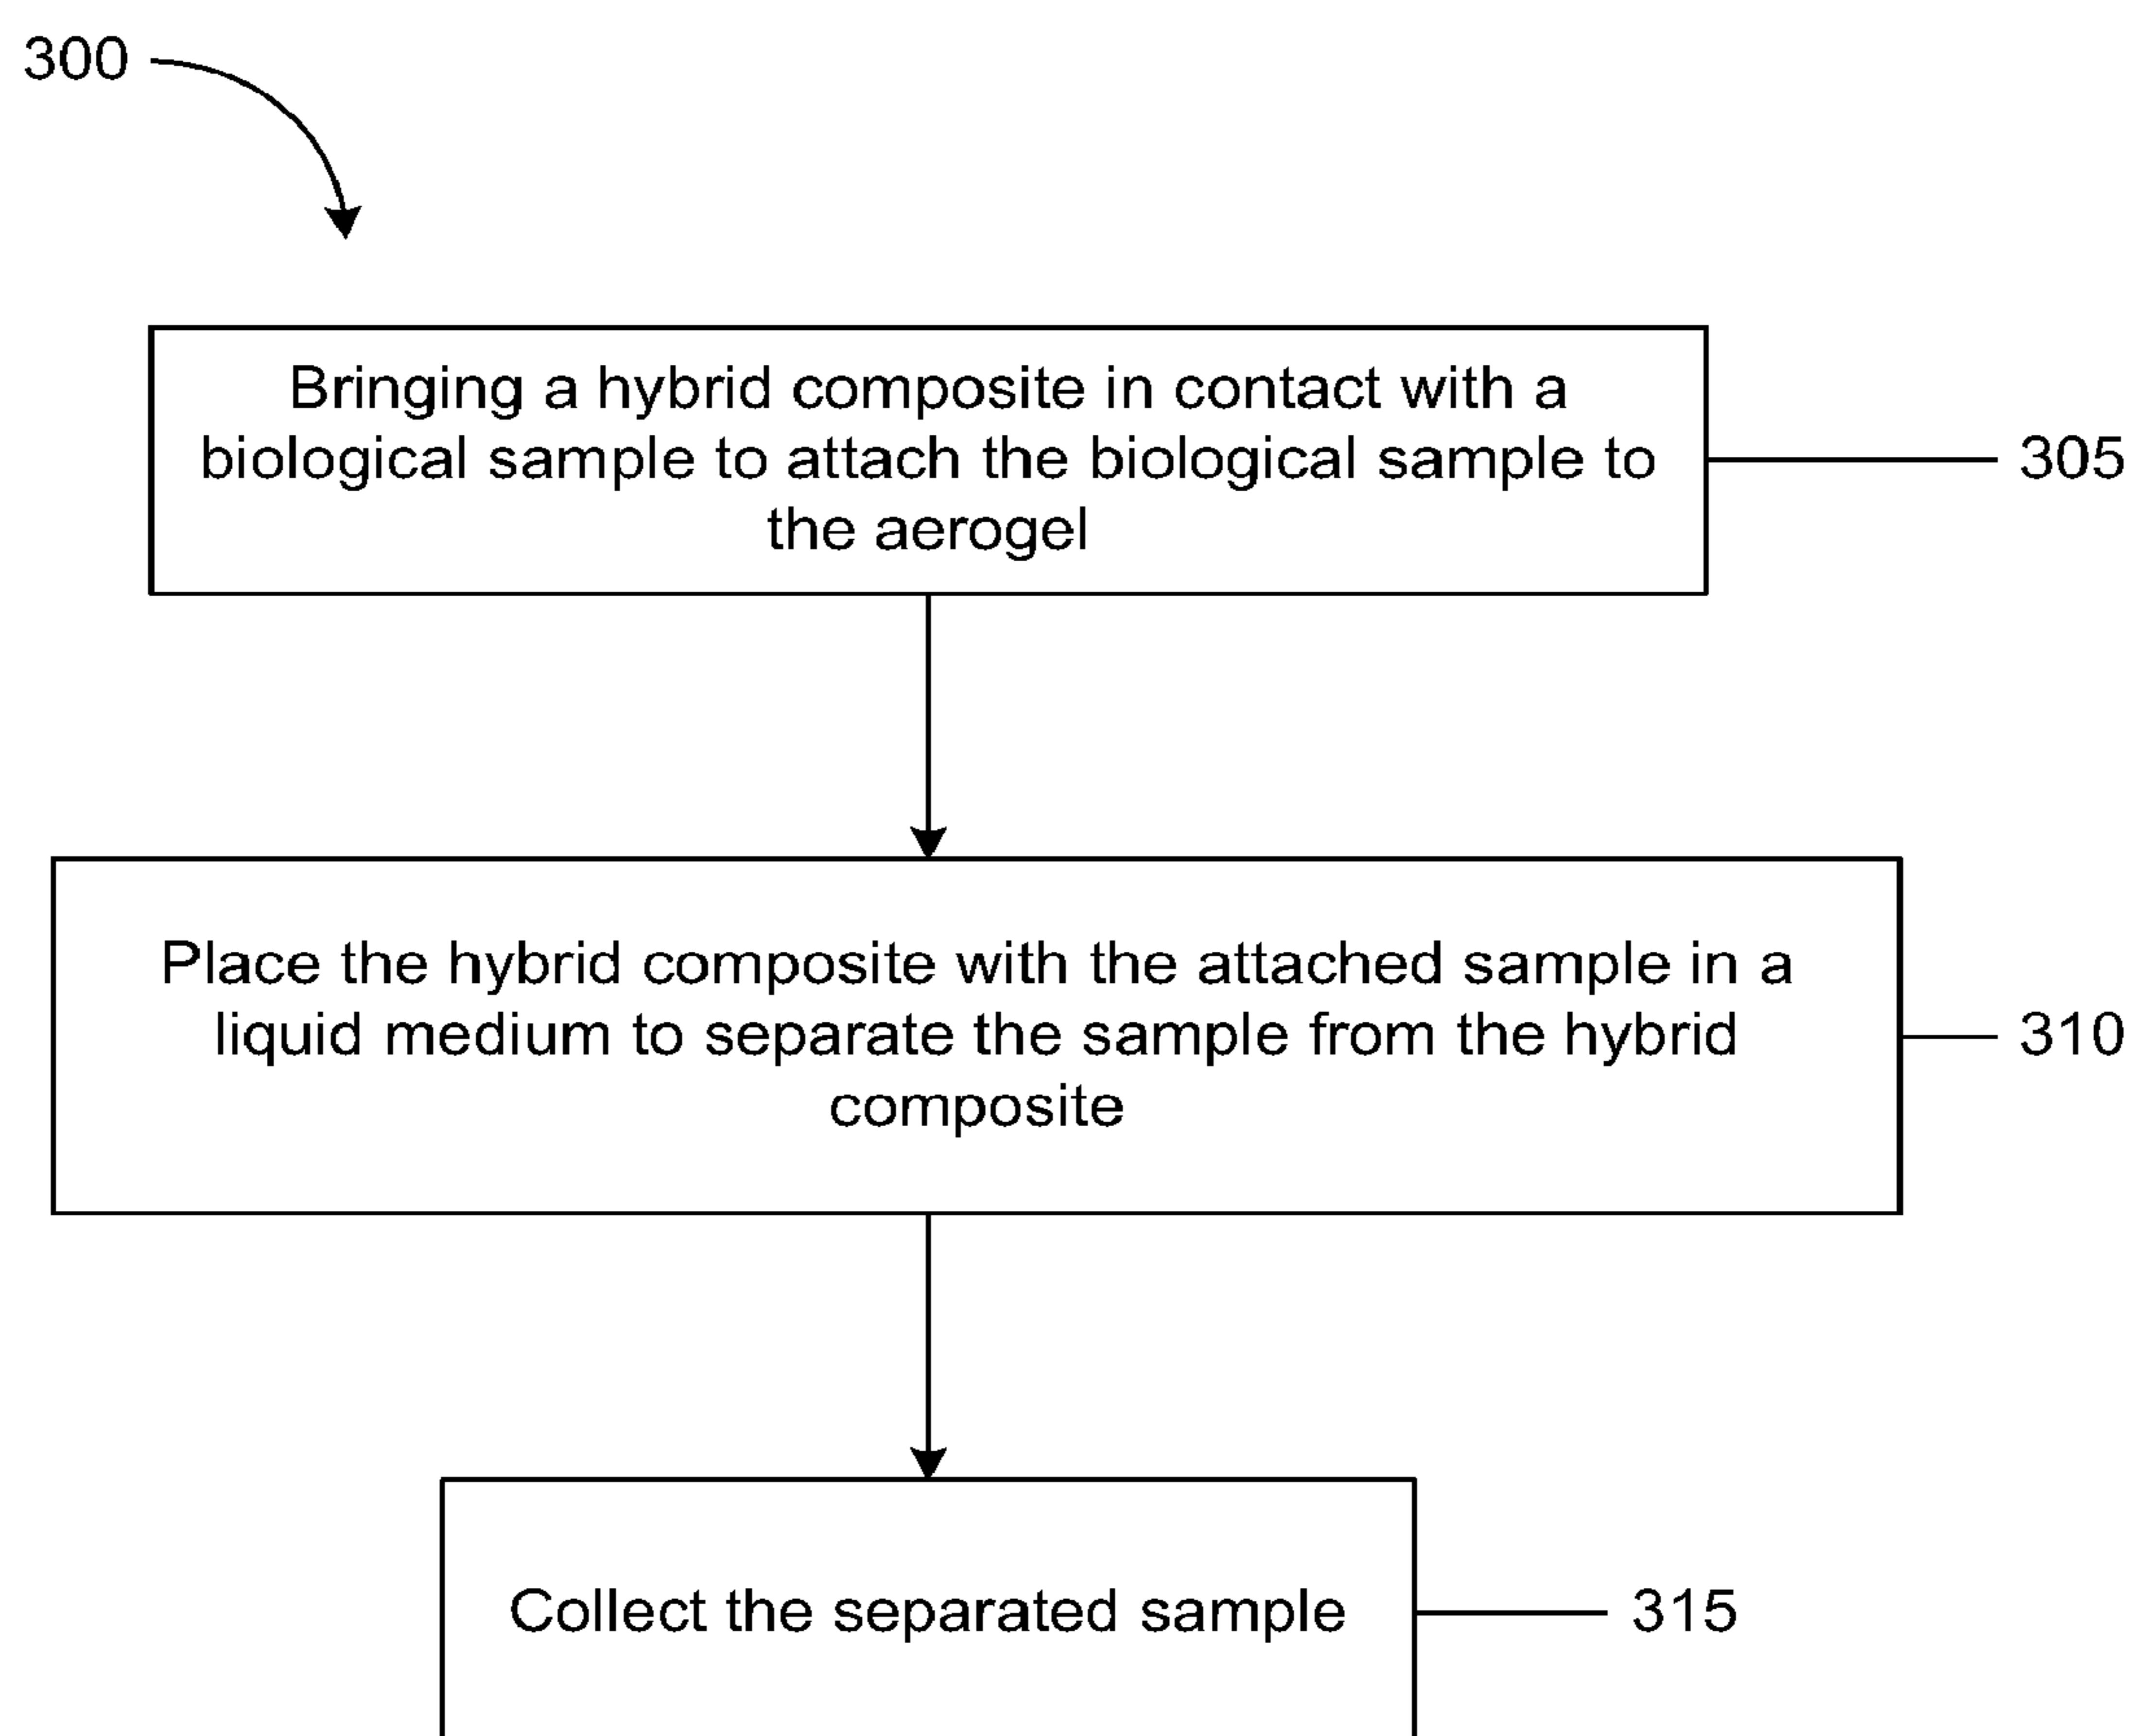 300
Bringing a hybrid composite in contact with a
biological sample to attach the biological sample to
the aerogel
305
Place the hybrid composite with the attached sample in a
liquid medium to separate the sample from the hybrid
composite
310
Collect the separated sample
315